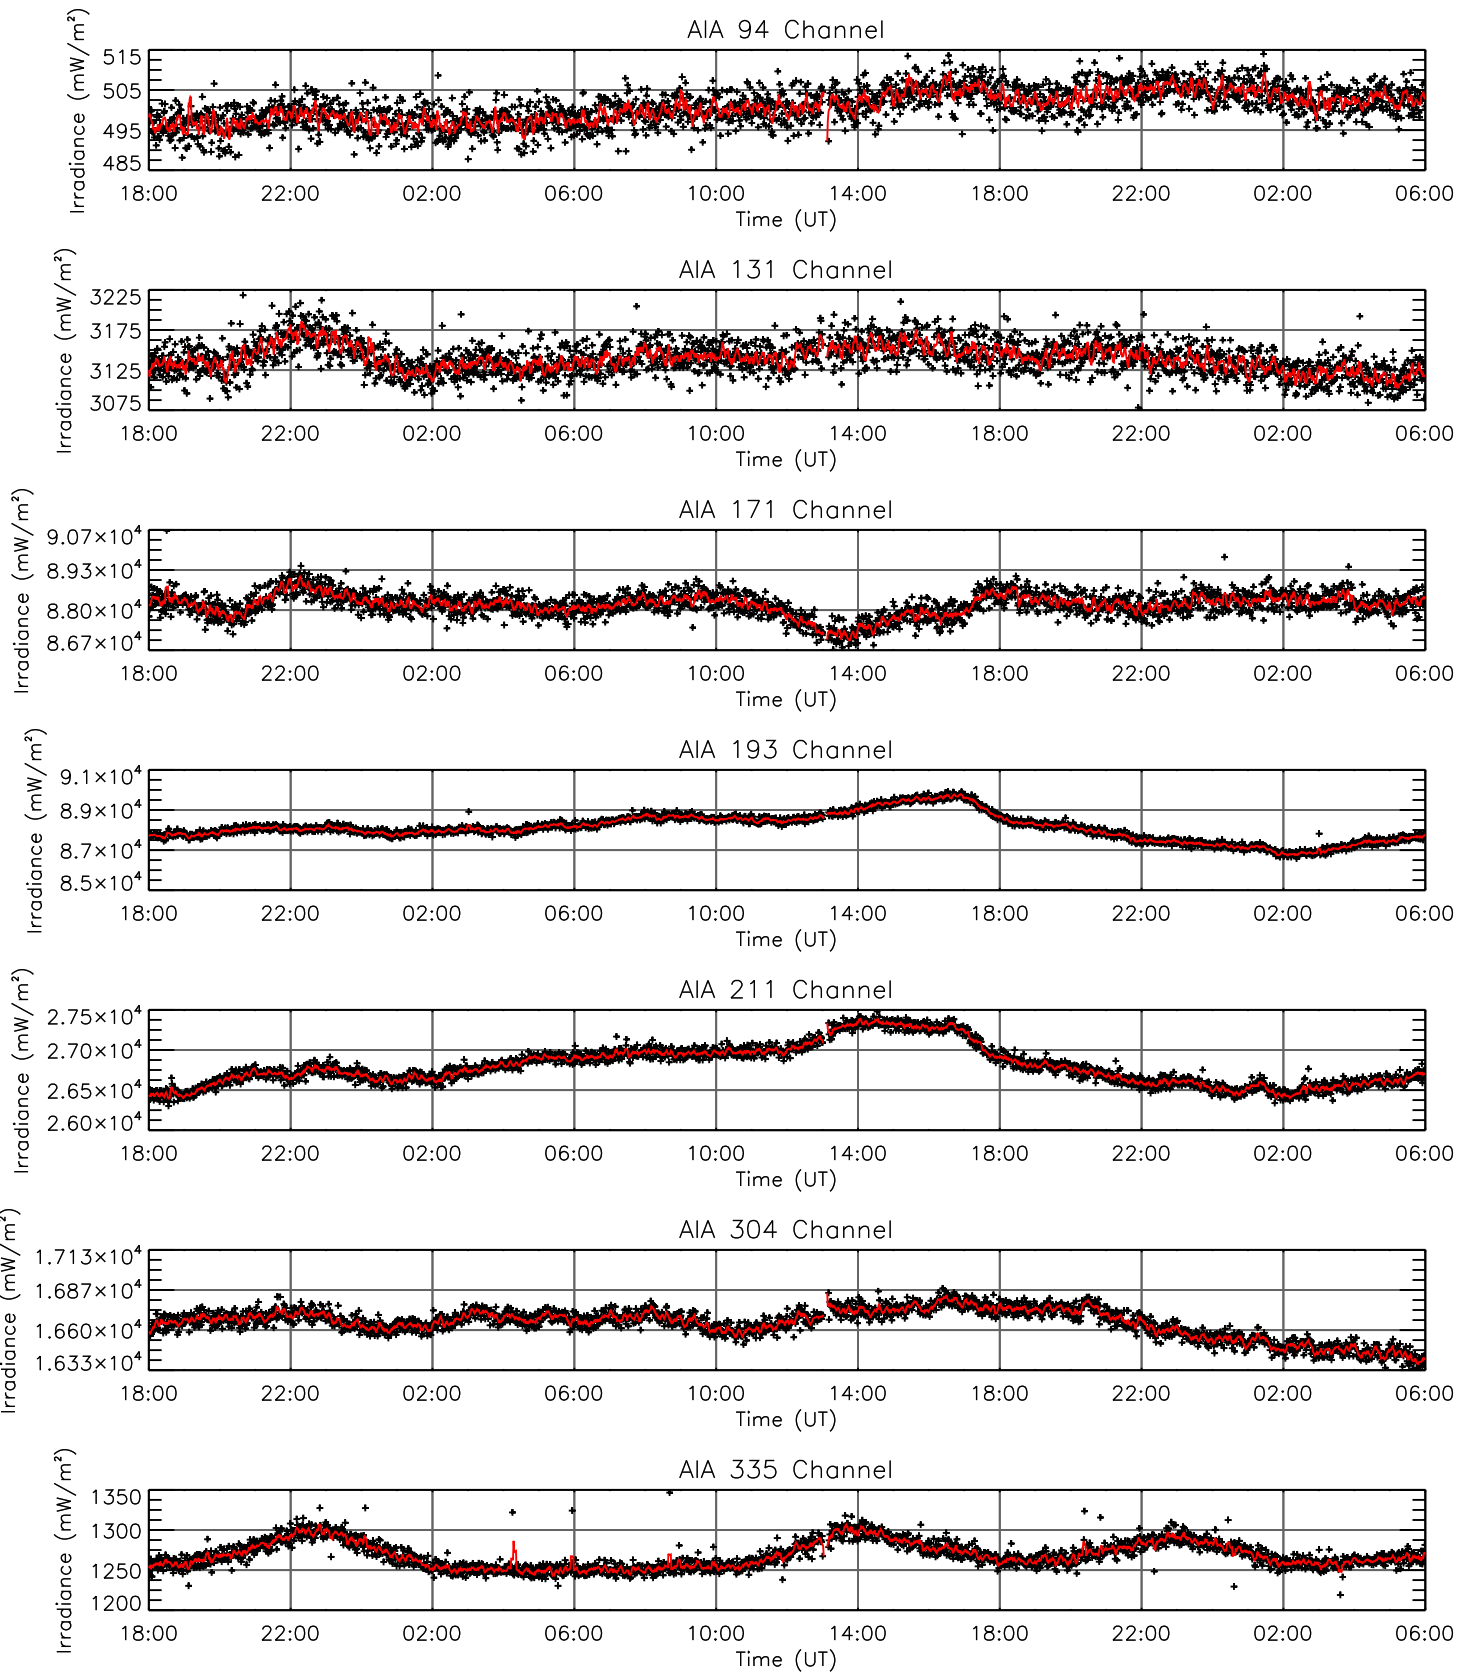 AIA 94 Channel
Irradiance (mW/m²)
515
505
495
485
18:00 22:00 02:00 06:00 10:00 14:00 18:00 22:00 02:00 06:00
Time (UT)
AIA 131 Channel
Irradiance (mW/m²)
3225
3175
3125
3075
18:00 22:00 02:00 06:00 10:00 14:00 18:00 22:00 02:00 06:00
Time (UT)
AIA 171 Channel
Irradiance (mW/m²)
9.07×10⁴
8.93×10⁴
8.80×10⁴
8.67×10⁴
18:00 22:00 02:00 06:00 10:00 14:00 18:00 22:00 02:00 06:00
Time (UT)
AIA 193 Channel
Irradiance (mW/m²)
9.1×10⁴
8.9×10⁴
8.7×10⁴
8.5×10⁴
18:00 22:00 02:00 06:00 10:00 14:00 18:00 22:00 02:00 06:00
Time (UT)
AIA 211 Channel
Irradiance (mW/m²)
2.75×10⁴
2.70×10⁴
2.65×10⁴
2.60×10⁴
18:00 22:00 02:00 06:00 10:00 14:00 18:00 22:00 02:00 06:00
Time (UT)
AIA 304 Channel
Irradiance (mW/m²)
1.713×10⁴
1.687×10⁴
1.660×10⁴
1.633×10⁴
18:00 22:00 02:00 06:00 10:00 14:00 18:00 22:00 02:00 06:00
Time (UT)
AIA 335 Channel
Irradiance (mW/m²)
1350
1300
1250
1200
18:00 22:00 02:00 06:00 10:00 14:00 18:00 22:00 02:00 06:00
Time (UT)